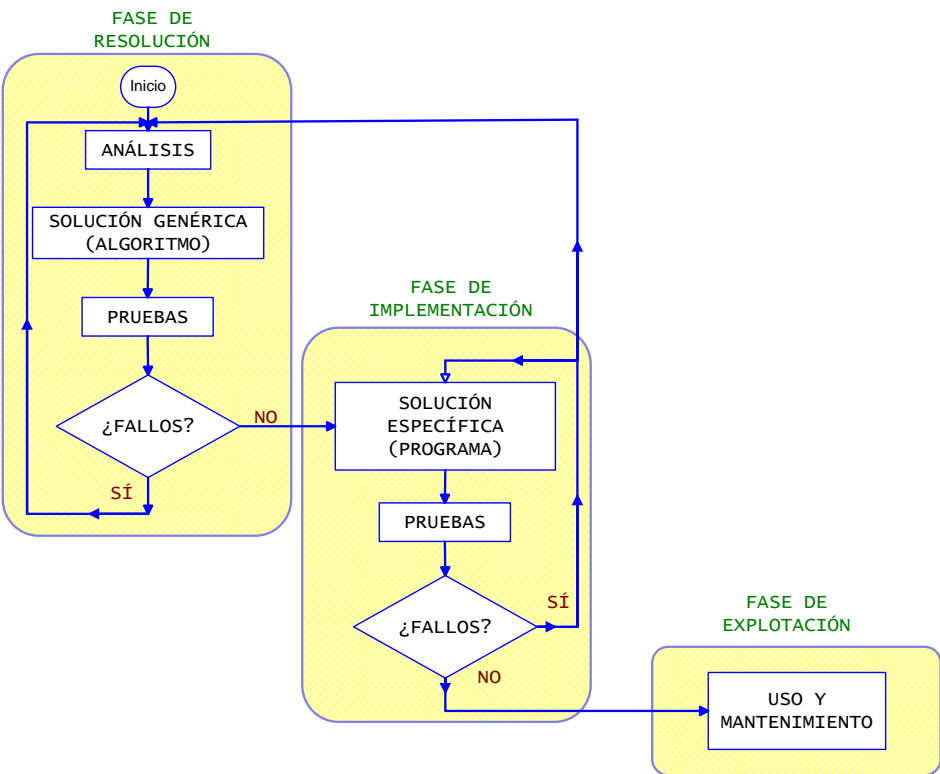 FASE DE
RESOLUCIÓN
Inicio
ANÁLISIS
SOLUCIÓN GENÉRICA
(ALGORITMO)
PRUEBAS
¿FALLOS?
NO
SÍ
FASE DE
IMPLEMENTACIÓN
SOLUCIÓN
ESPECÍFICA
(PROGRAMA)
PRUEBAS
¿FALLOS?
SÍ
NO
FASE DE
EXPLOTACIÓN
USO Y
MANTENIMIENTO